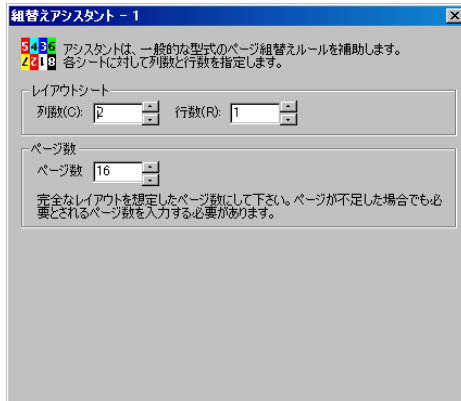 組替えアシスタント - 1
5 4 3 6
アシスタントは、一般的な型式のページ組替えルールを補助します。
各シートに対して列数と行数を指定します。
レイアウトシート
列数(C): 2 行数(R): 1
ページ数
ページ数 16
完全なレイアウトを想定したページ数にして下さい。ページが不足した場合でも必
要とされるページ数を入力する必要があります。